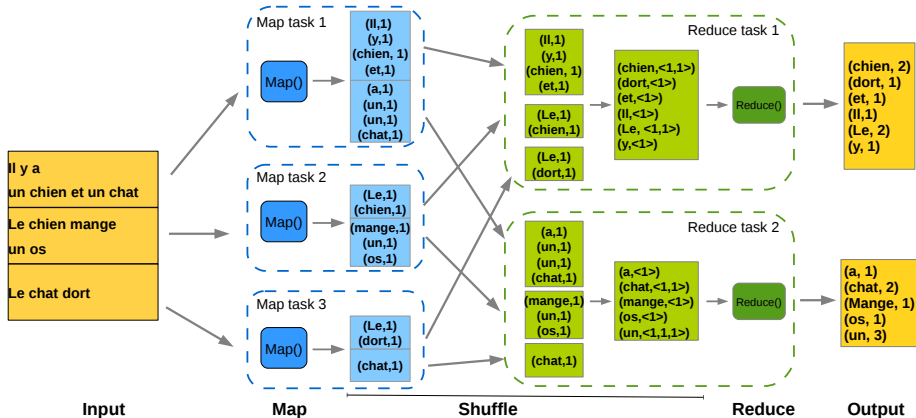 Il y a
un chien et un chat
Le chien mange
un os
Le chat dort
Map task 1
Map()
(Il,1)
(y,1)
(chien, 1)
(et,1)
(a,1)
(un,1)
(un,1)
(chat,1)
Map task 2
Map()
(Le,1)
(chien,1)
(mange,1)
(un,1)
(os,1)
Map task 3
Map()
(Le,1)
(dort,1)
(chat,1)
Reduce task 1
(Il,1)
(y,1)
(chien, 1)
(et,1)
(Le,1)
(chien,1)
(Le,1)
(dort,1)
(chien,<1,1>)
(dort,<1>)
(et,<1>)
(Il,<1>)
(Le, <1,1>)
(y,<1>)
Reduce()
(chien, 2)
(dort, 1)
(et, 1)
(Il,1)
(Le, 2)
(y, 1)
Reduce task 2
(a,1)
(un,1)
(un,1)
(chat,1)
(mange,1)
(un,1)
(os,1)
(chat,1)
(a,<1>)
(chat,<1,1>)
(mange,<1>)
(os,<1>)
(un,<1,1,1>)
Reduce()
(a, 1)
(chat, 2)
(Mange, 1)
(os, 1)
(un, 3)
Input Map Shuffle Reduce Output